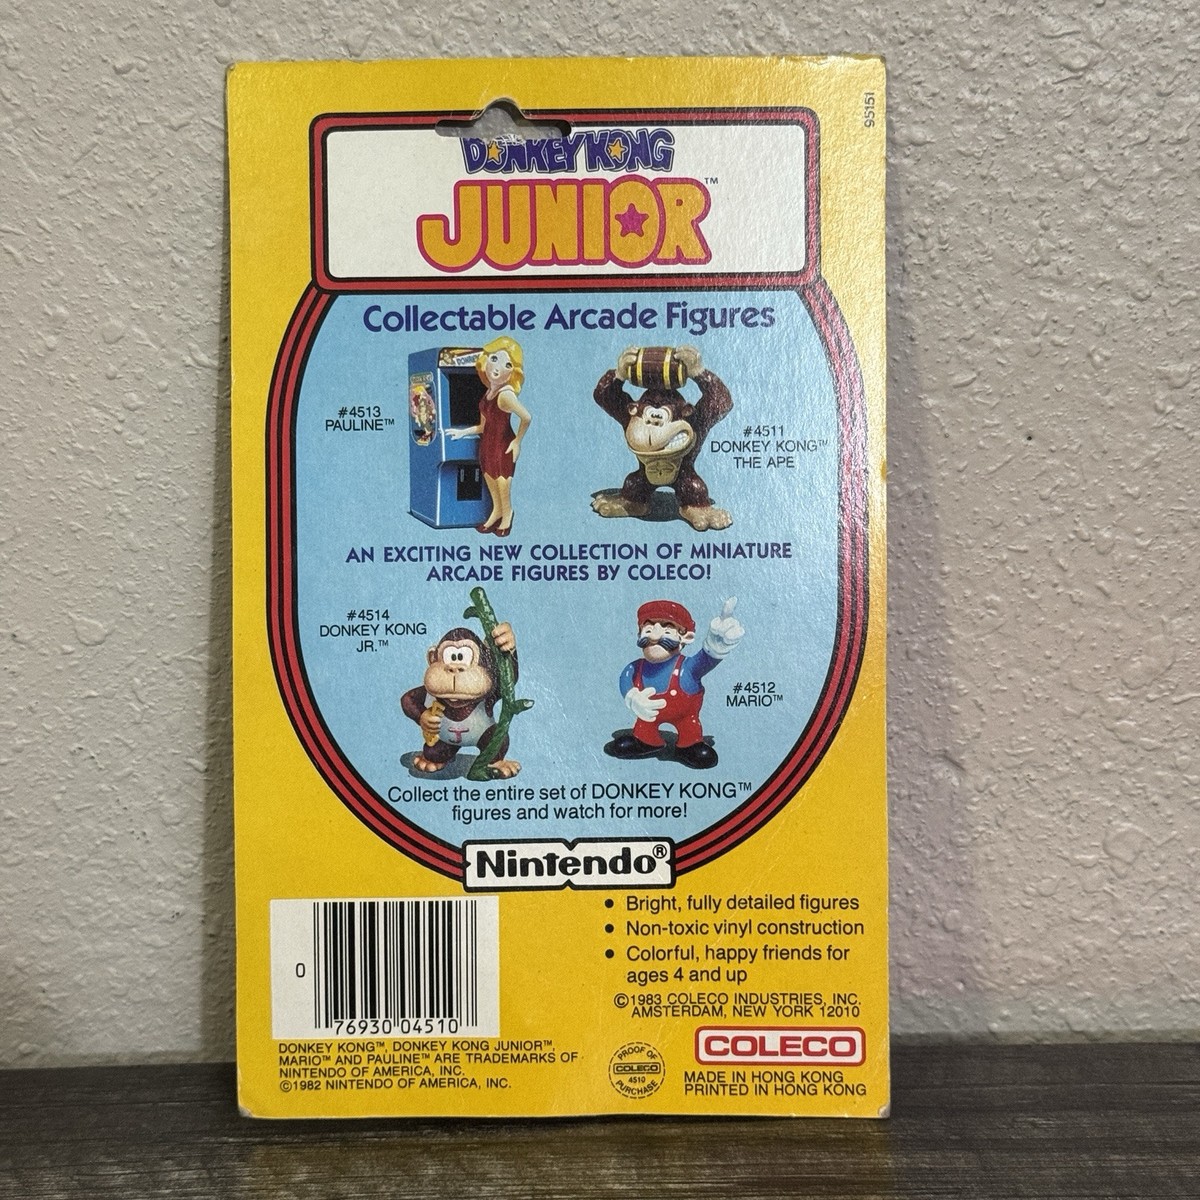 95151
DONKEY KONG
JUNIOR™
Collectable Arcade Figures
#4513
PAULINE™
#4511
DONKEY KONG™
THE APE
AN EXCITING NEW COLLECTION OF MINIATURE
ARCADE FIGURES BY COLECO!
#4514
DONKEY KONG
JR.™
T
#4512
MARIO™
Collect the entire set of DONKEY KONG™
figures and watch for more!
Nintendo®
• Bright, fully detailed figures
• Non-toxic vinyl construction
• Colorful, happy friends for
ages 4 and up
©1983 COLECO INDUSTRIES, INC.
AMSTERDAM, NEW YORK 12010
0
76930 04510
DONKEY KONG™, DONKEY KONG JUNIOR™
MARIO™ AND PAULINE™ ARE TRADEMARKS OF
NINTENDO OF AMERICA, INC.
©1982 NINTENDO OF AMERICA, INC.
PROOF OF
COLECO
4510
PURCHASE
COLECO
MADE IN HONG KONG
PRINTED IN HONG KONG